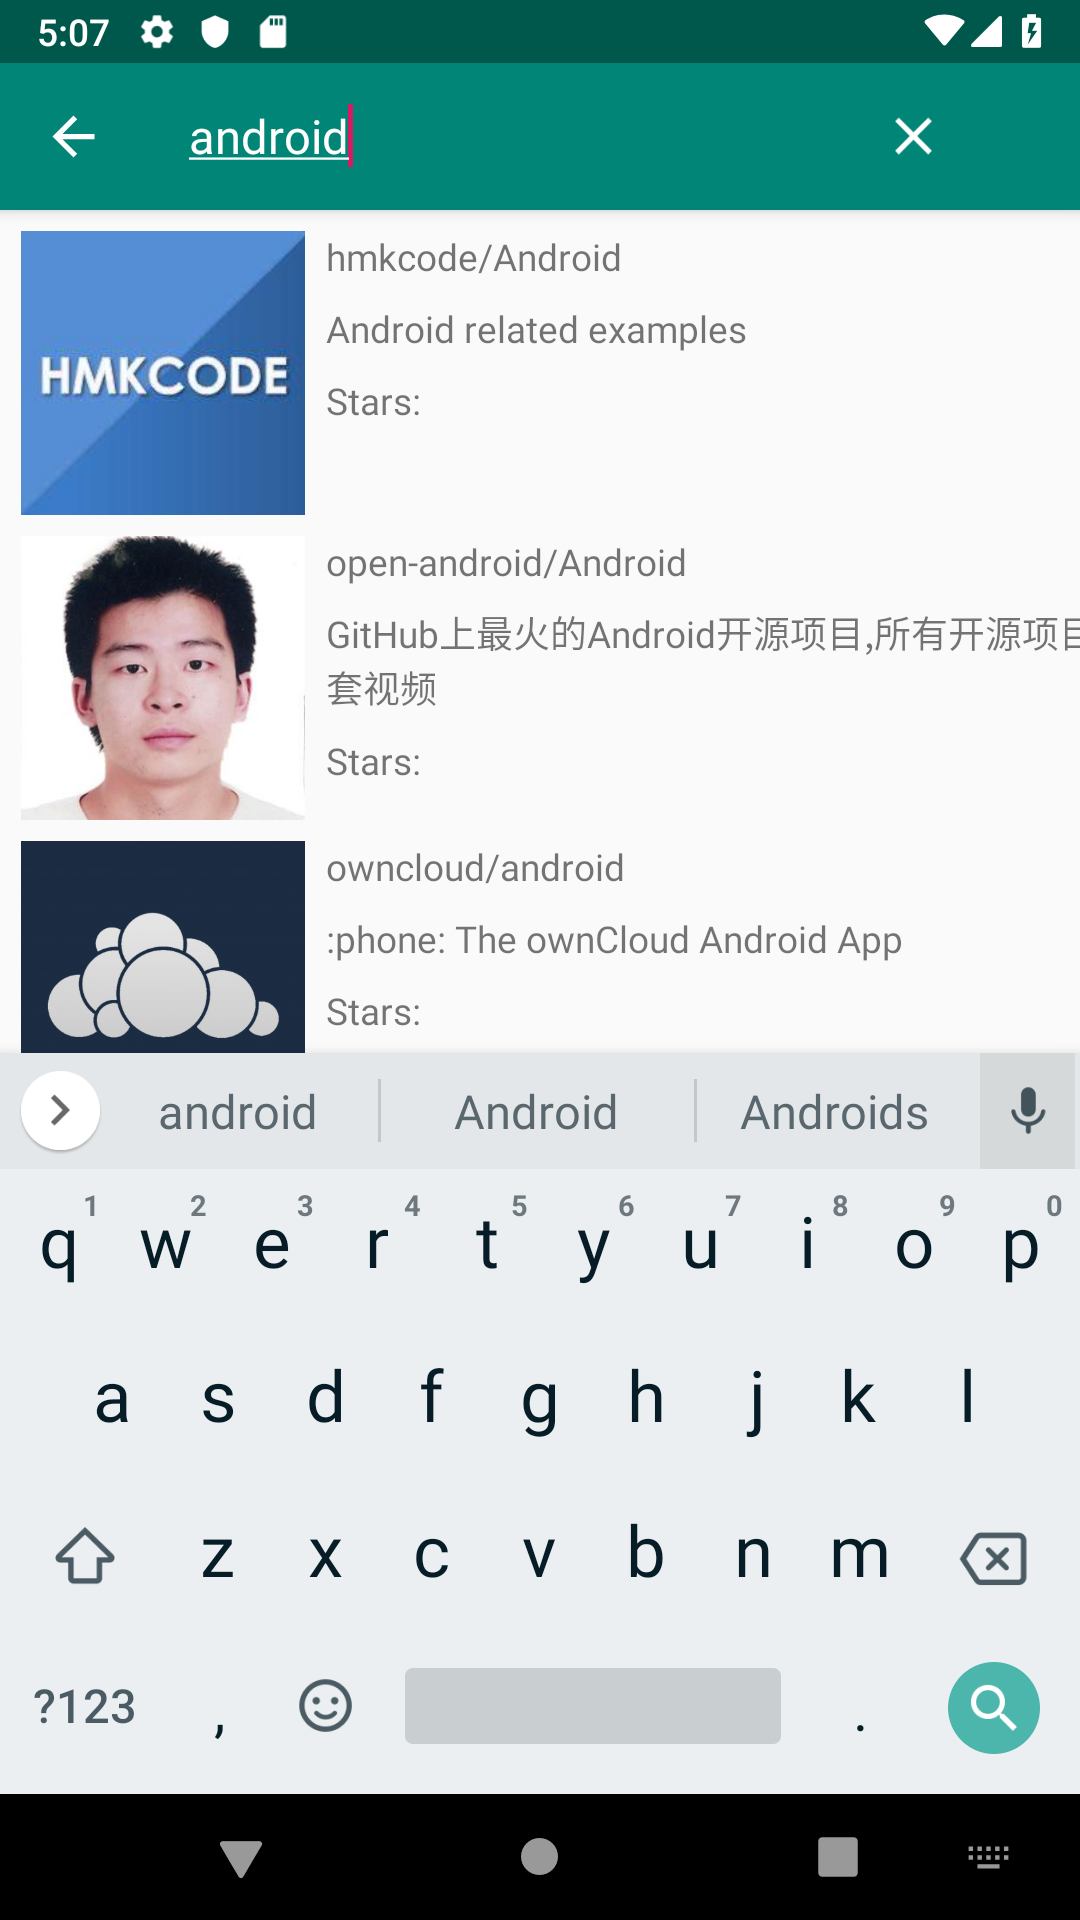 5:07
android
HMKCODE
hmkcode/Android
Android related examples
Stars:
open-android/Android
GitHub上最火的Android开源项目,所有开源项目
套视频
Stars:
owncloud/android
:phone: The ownCloud Android App
Stars:
android Android Androids
1 2 3 4 5 6 7 8 9 0
q w e r t y u i o p
a s d f g h j k l
z x c v b n m
?123 , .